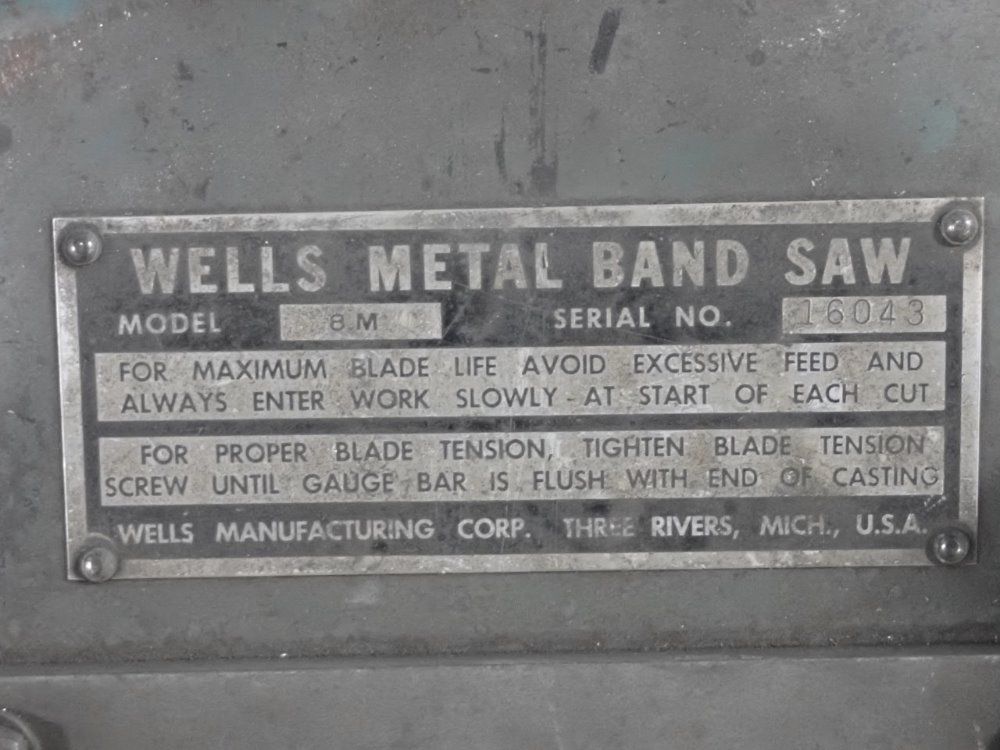 WELLS METAL BAND SAW
MODEL 8M SERIAL NO. 16043
FOR MAXIMUM BLADE LIFE AVOID EXCESSIVE FEED AND
ALWAYS ENTER WORK SLOWLY AT START OF EACH CUT
FOR PROPER BLADE TENSION, TIGHTEN BLADE TENSION
SCREW UNTIL GAUGE BAR IS FLUSH WITH END OF CASTING
WELLS MANUFACTURING CORP. THREE RIVERS, MICH., U.S.A.